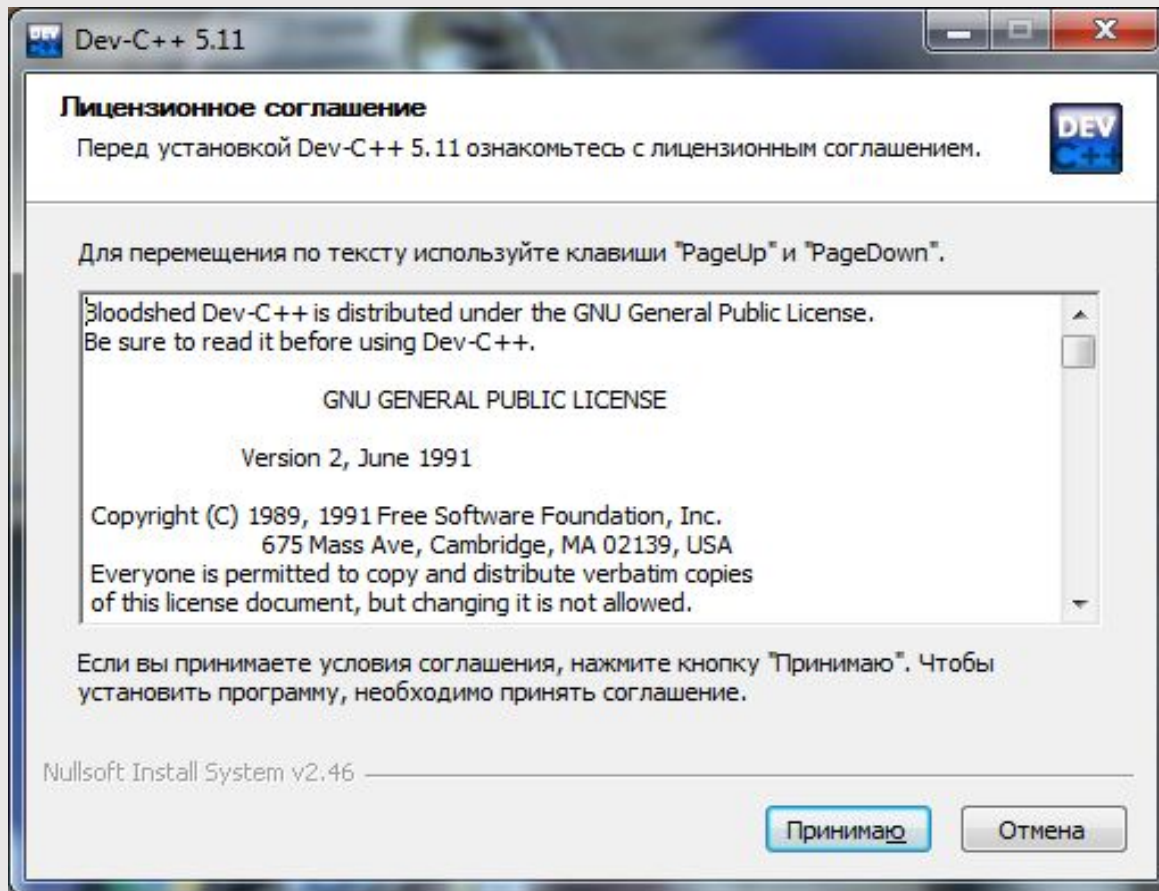 Dev-C++ 5.11
Лицензионное соглашение
Перед установкой Dev-C++ 5.11 ознакомьтесь с лицензионным соглашением.
DEV
C++
Для перемещения по тексту используйте клавиши "PageUp" и "PageDown".
Bloodshed Dev-C++ is distributed under the GNU General Public License.
Be sure to read it before using Dev-C++.
GNU GENERAL PUBLIC LICENSE
Version 2, June 1991
Copyright (C) 1989, 1991 Free Software Foundation, Inc.
675 Mass Ave, Cambridge, MA 02139, USA
Everyone is permitted to copy and distribute verbatim copies
of this license document, but changing it is not allowed.
Если вы принимаете условия соглашения, нажмите кнопку "Принимаю". Чтобы
установить программу, необходимо принять соглашение.
Nullsoft Install System v2.46
Принимаю
Отмена